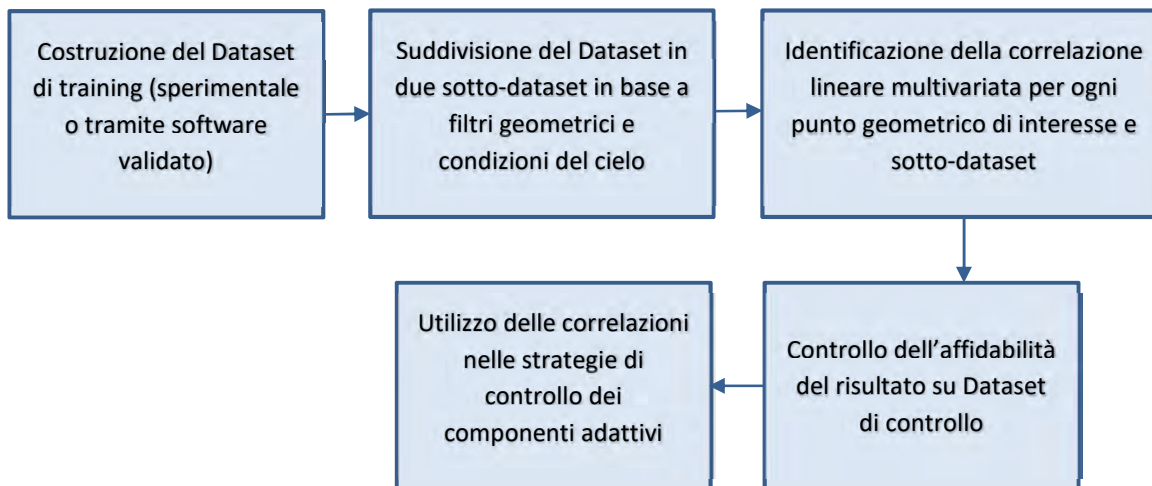 Costruzione del Dataset
di training (sperimentale
o tramite software
validato)
Suddivisione del Dataset in
due sotto-dataset in base a
filtri geometrici e
condizioni del cielo
Identificazione della correlazione
lineare multivariata per ogni
punto geometrico di interesse e
sotto-dataset
Controllo dell’affidabilità
del risultato su Dataset
di controllo
Utilizzo delle correlazioni
nelle strategie di
controllo dei
componenti adattivi